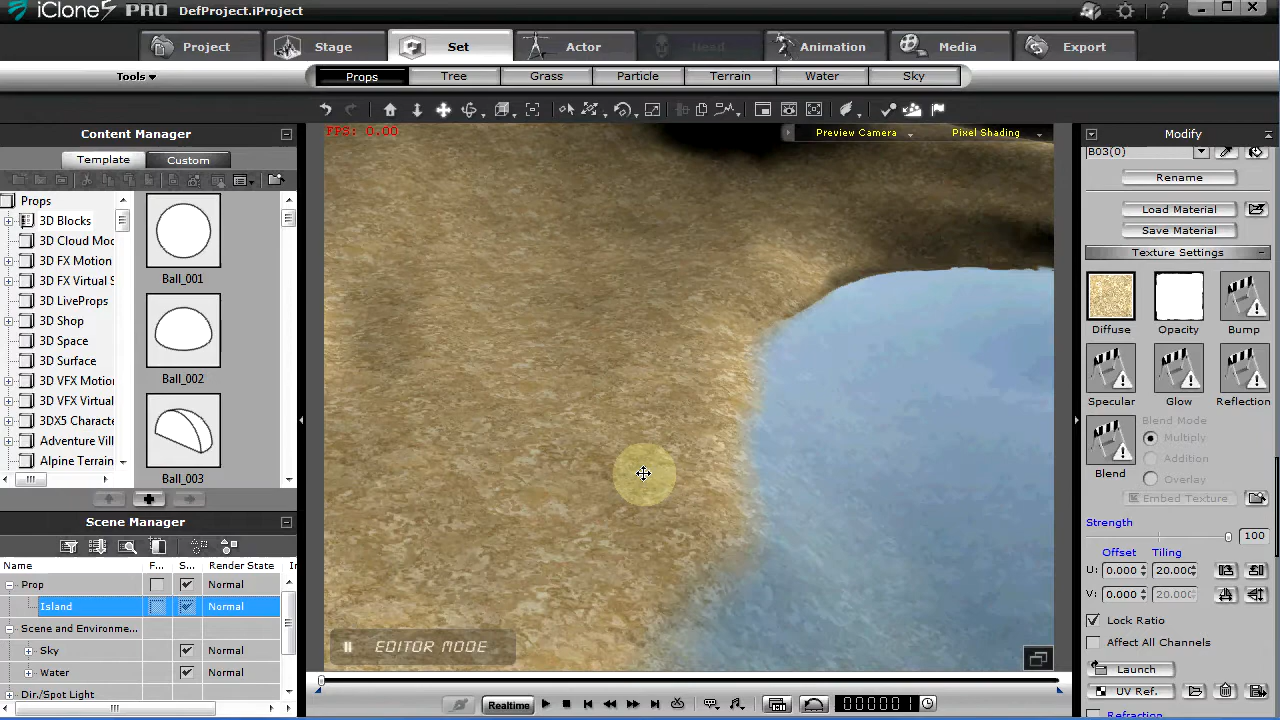 iClone5 PRO DefProject.iProject
Project Stage Set Actor Head Animation Media Export
Tools Props Tree Grass Particle Terrain Water Sky
Content Manager
Template Custom
Props
3D Blocks
3D Cloud Moc
3D FX Motion
3D FX Virtual S
3D LiveProps
3D Shop
3D Space
3D Surface
3D VFX Motion
3D VFX Virtual
3DX5 Characte
Adventure Vill
Alpine Terrain
Ball_001
Ball_002
Ball_003
FPS: 0.00 Preview Camera Pixel Shading
EDITOR MODE
Scene Manager
Name F... S... Render State
Prop Normal
Island Normal
Scene and Environme...
Sky Normal
Water Normal
Dir./Spot Light
Realtime 000000 1
Modify
B03(0)
Rename
Load Material
Save Material
Texture Settings
Diffuse Opacity Bump
Specular Glow Reflection
Blend
Blend Mode
Multiply
Addition
Overlay
Embed Texture
Strength
100
Offset Tiling
U: 0.000 20.000
V: 0.000 20.000
Lock Ratio
Affect All Channels
Launch
UV Ref.
Refraction